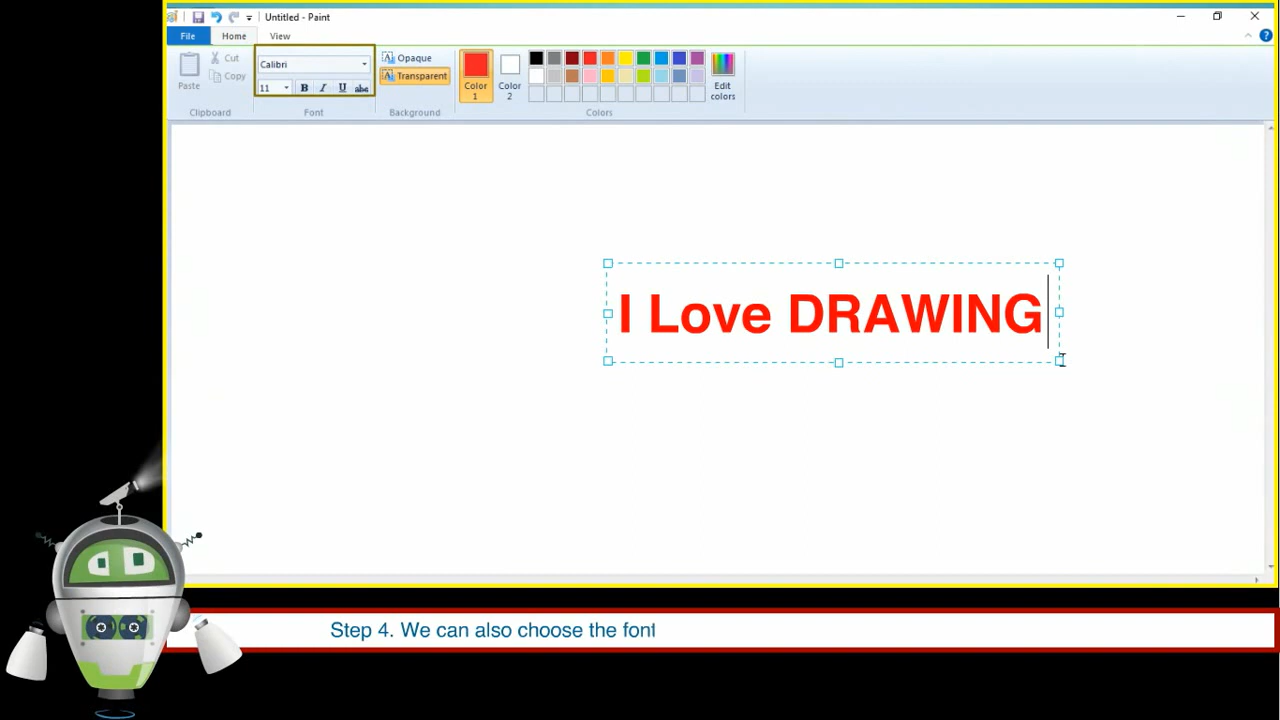 Untitled - Paint
File Home View
Paste
Cut
Copy
Clipboard
Calibri
11 B I U abc
Font
Opaque
Transparent
Background
Color 1
Color 2
Edit colors
Colors
I Love DRAWING
Step 4. We can also choose the font